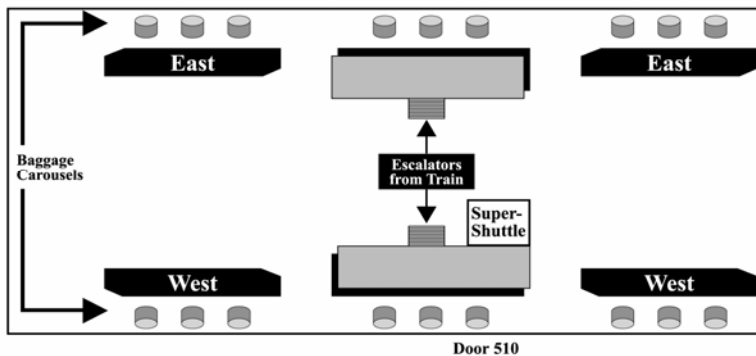 East
East
Baggage
Carousels
Escalators
from Train
Super-
Shuttle
West
West
Door 510